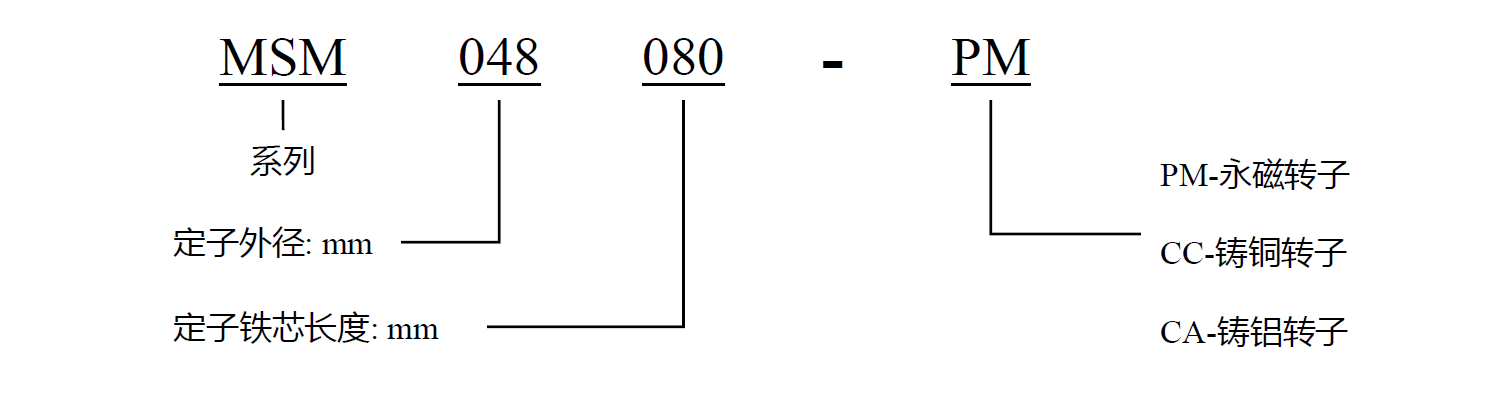 MSM 048 080 - PM
系列
PM-永磁转子
定子外径: mm
CC-铸铜转子
定子铁芯长度: mm
CA-铸铝转子